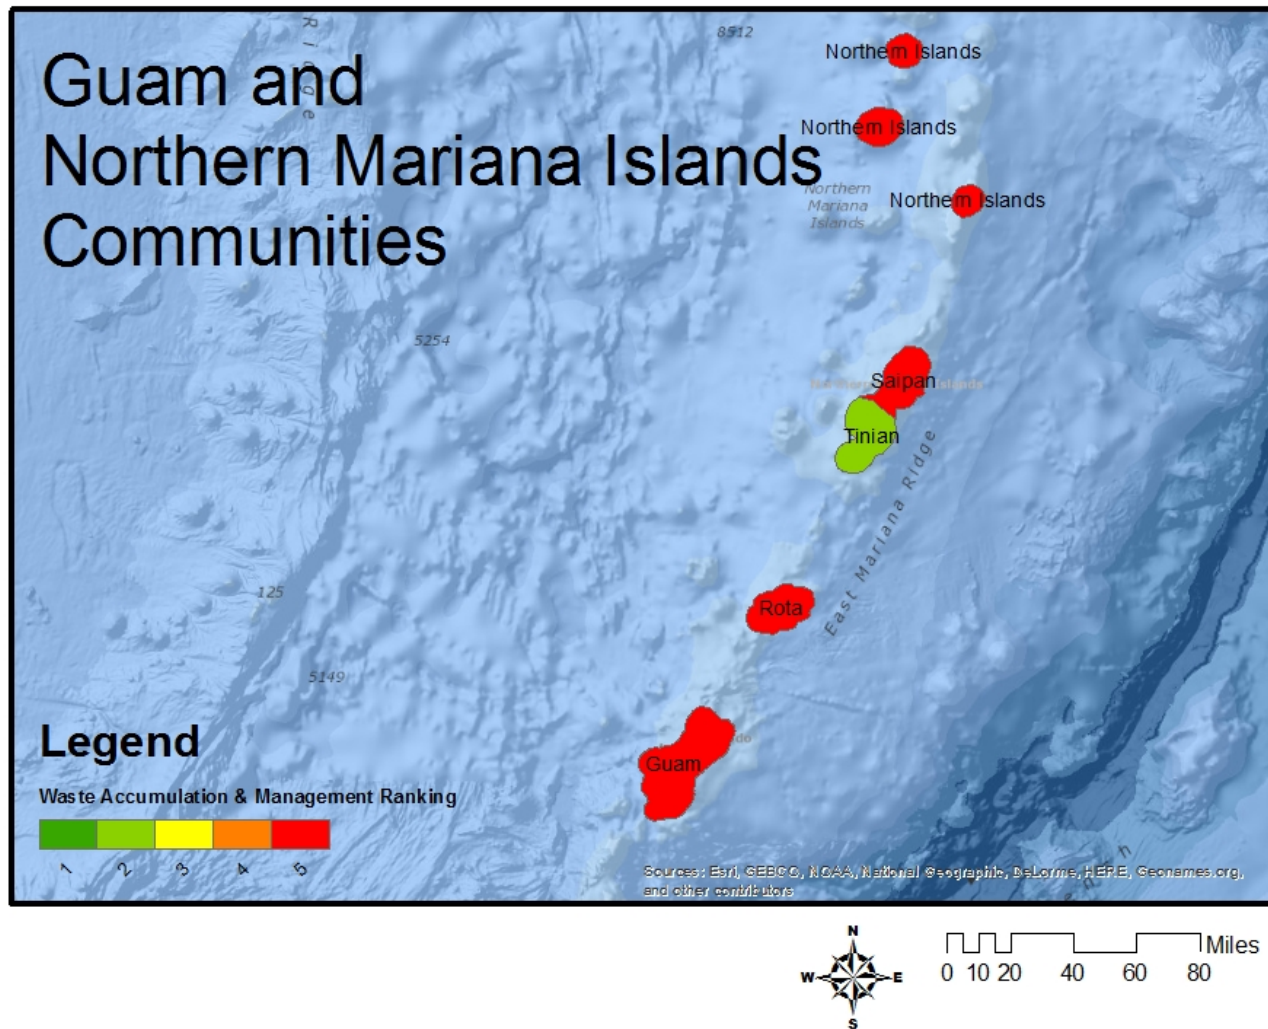 Guam and
Northern Mariana Islands
Communities
Ridge
8512
Northern Islands
Northern Islands
Northern
Mariana
Islands
Northern Islands
5254
Saipan
Islands
Tinian
East Mariana Ridge
125
Rota
5149
Guam
Legend
Waste Accumulation & Management Ranking
1 2 3 4 5
Sources: Esri, GEBCO, NOAA, National Geographic, DeLorme, HERE, Geonames.org,
and other contributors
N
W E
S
0 10 20 40 60 80 Miles